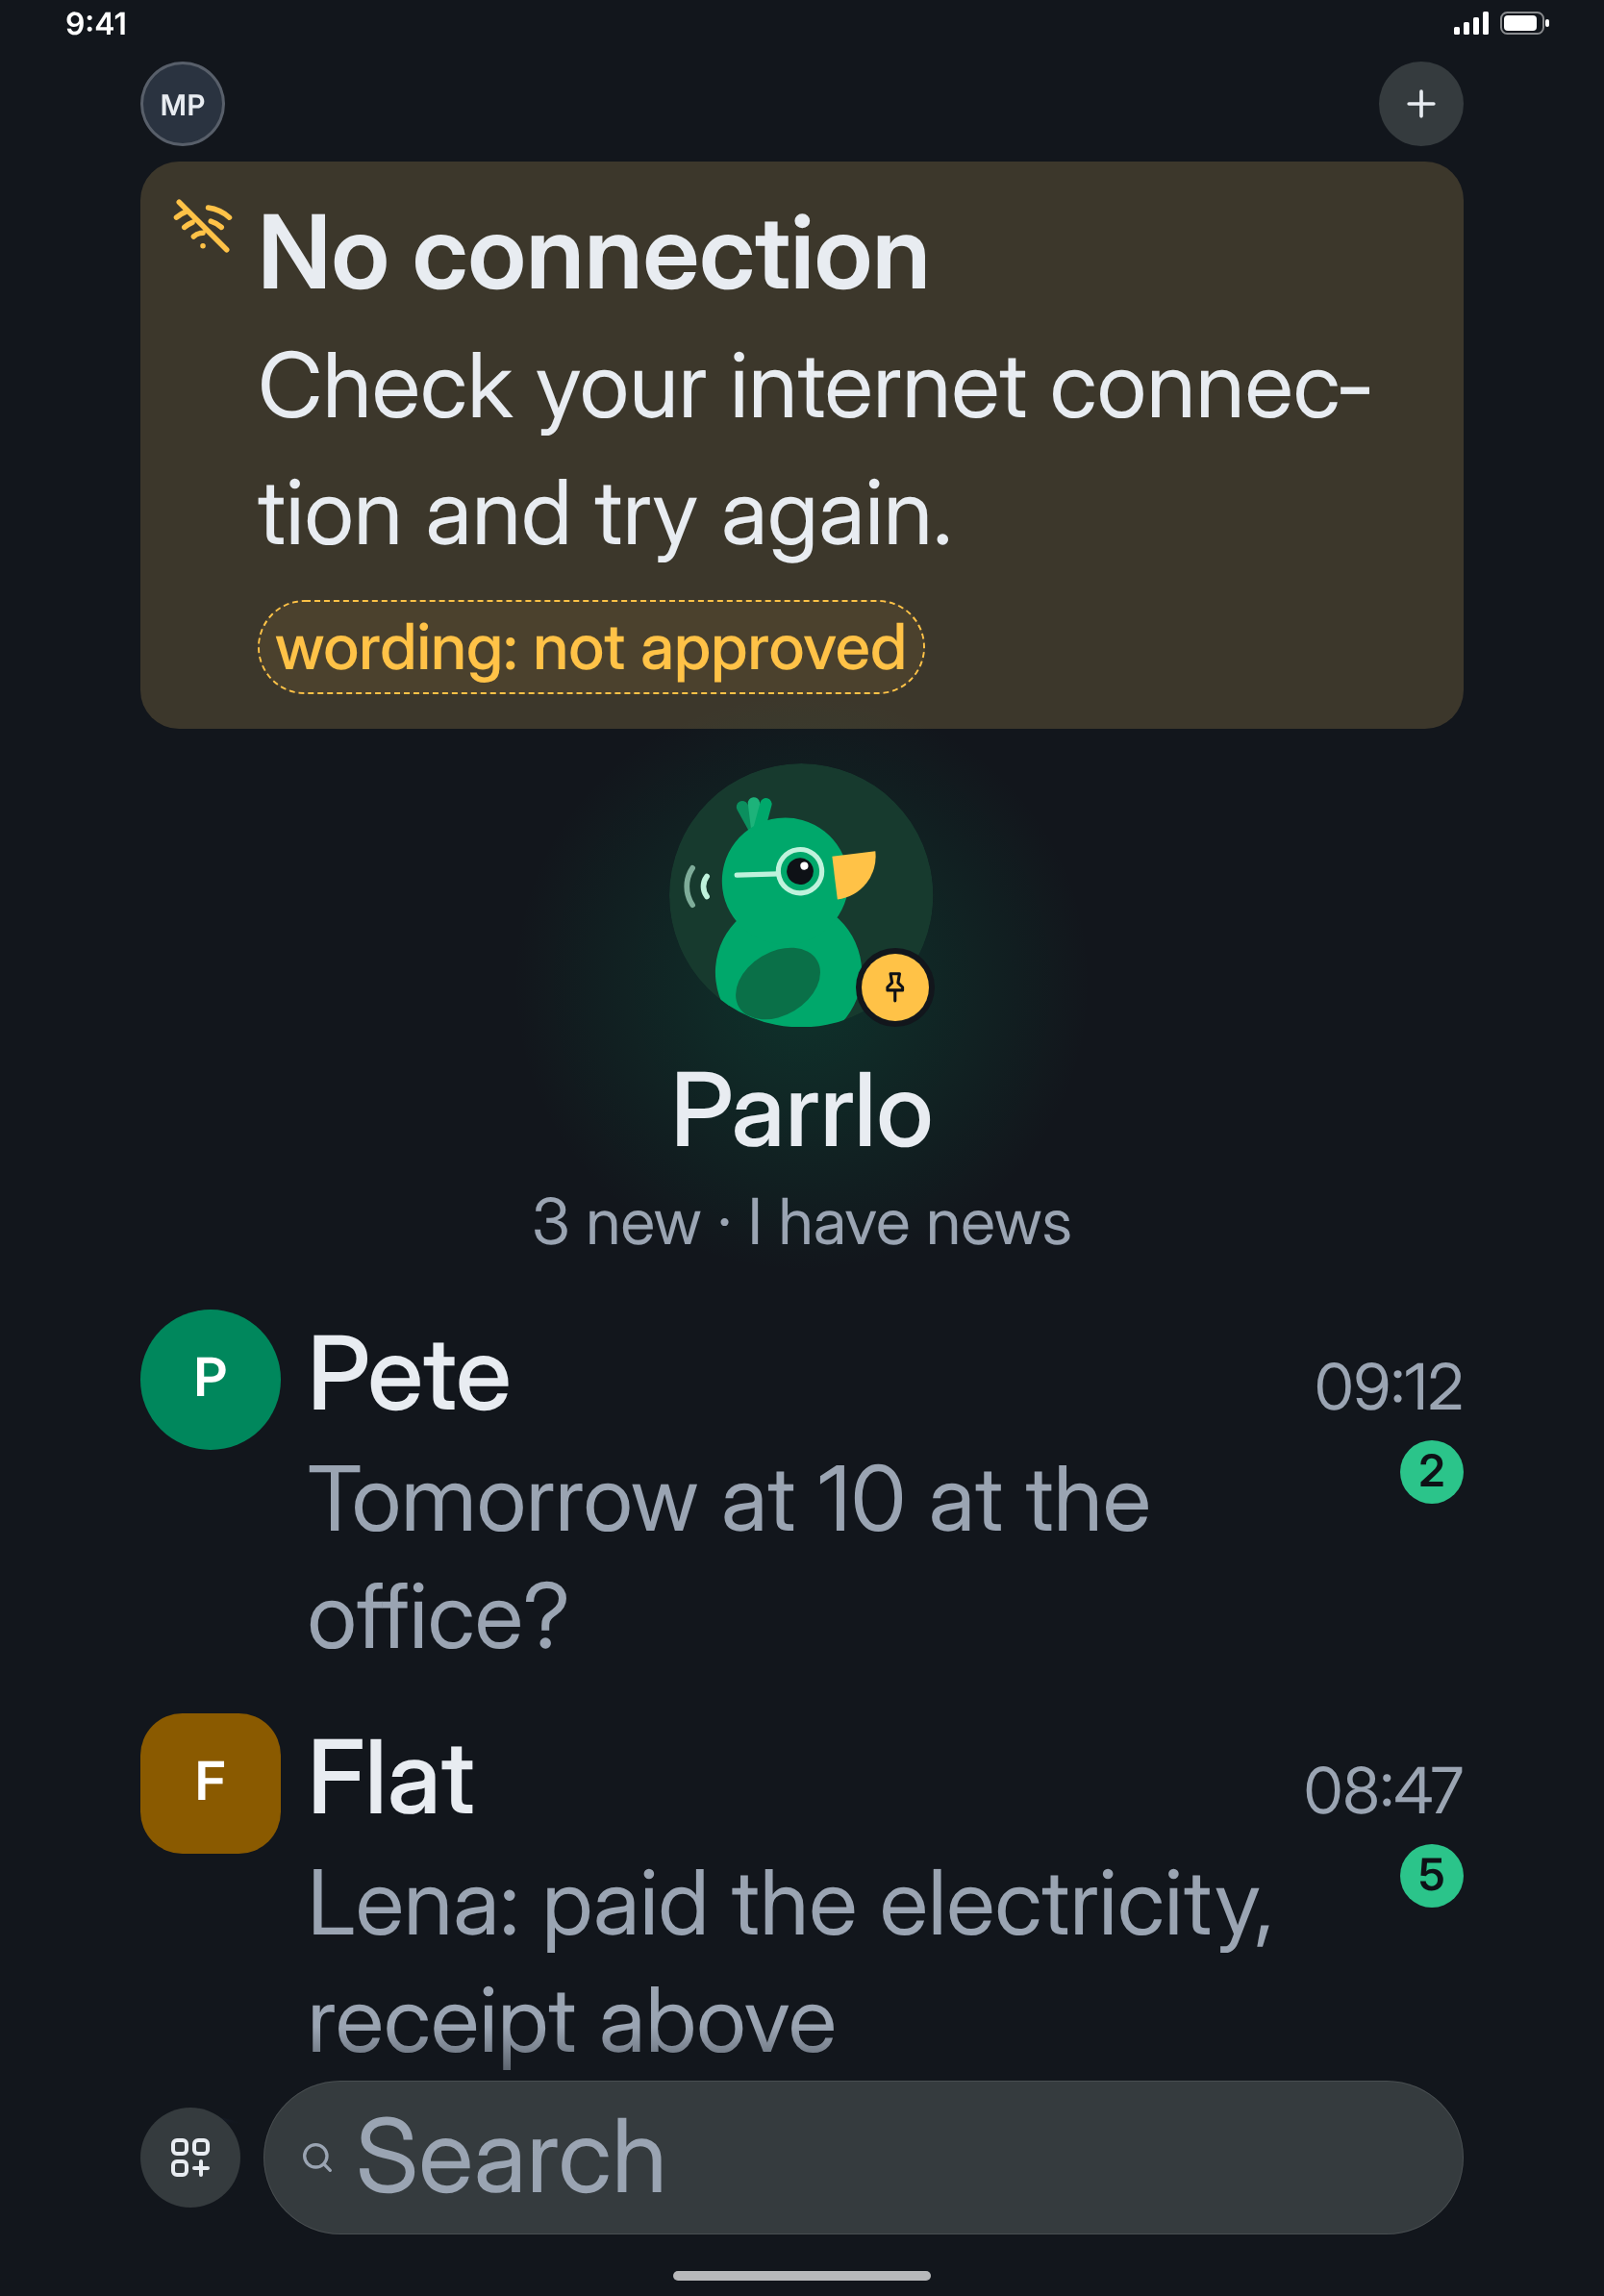 9:41
MP
No connection
Check your internet connec-
tion and try again.
wording: not approved
Parrlo
3 new · I have news
P
Pete
09:12
Tomorrow at 10 at the
2
office?
F
Flat
08:47
Lena: paid the electricity,
5
receipt above
Search